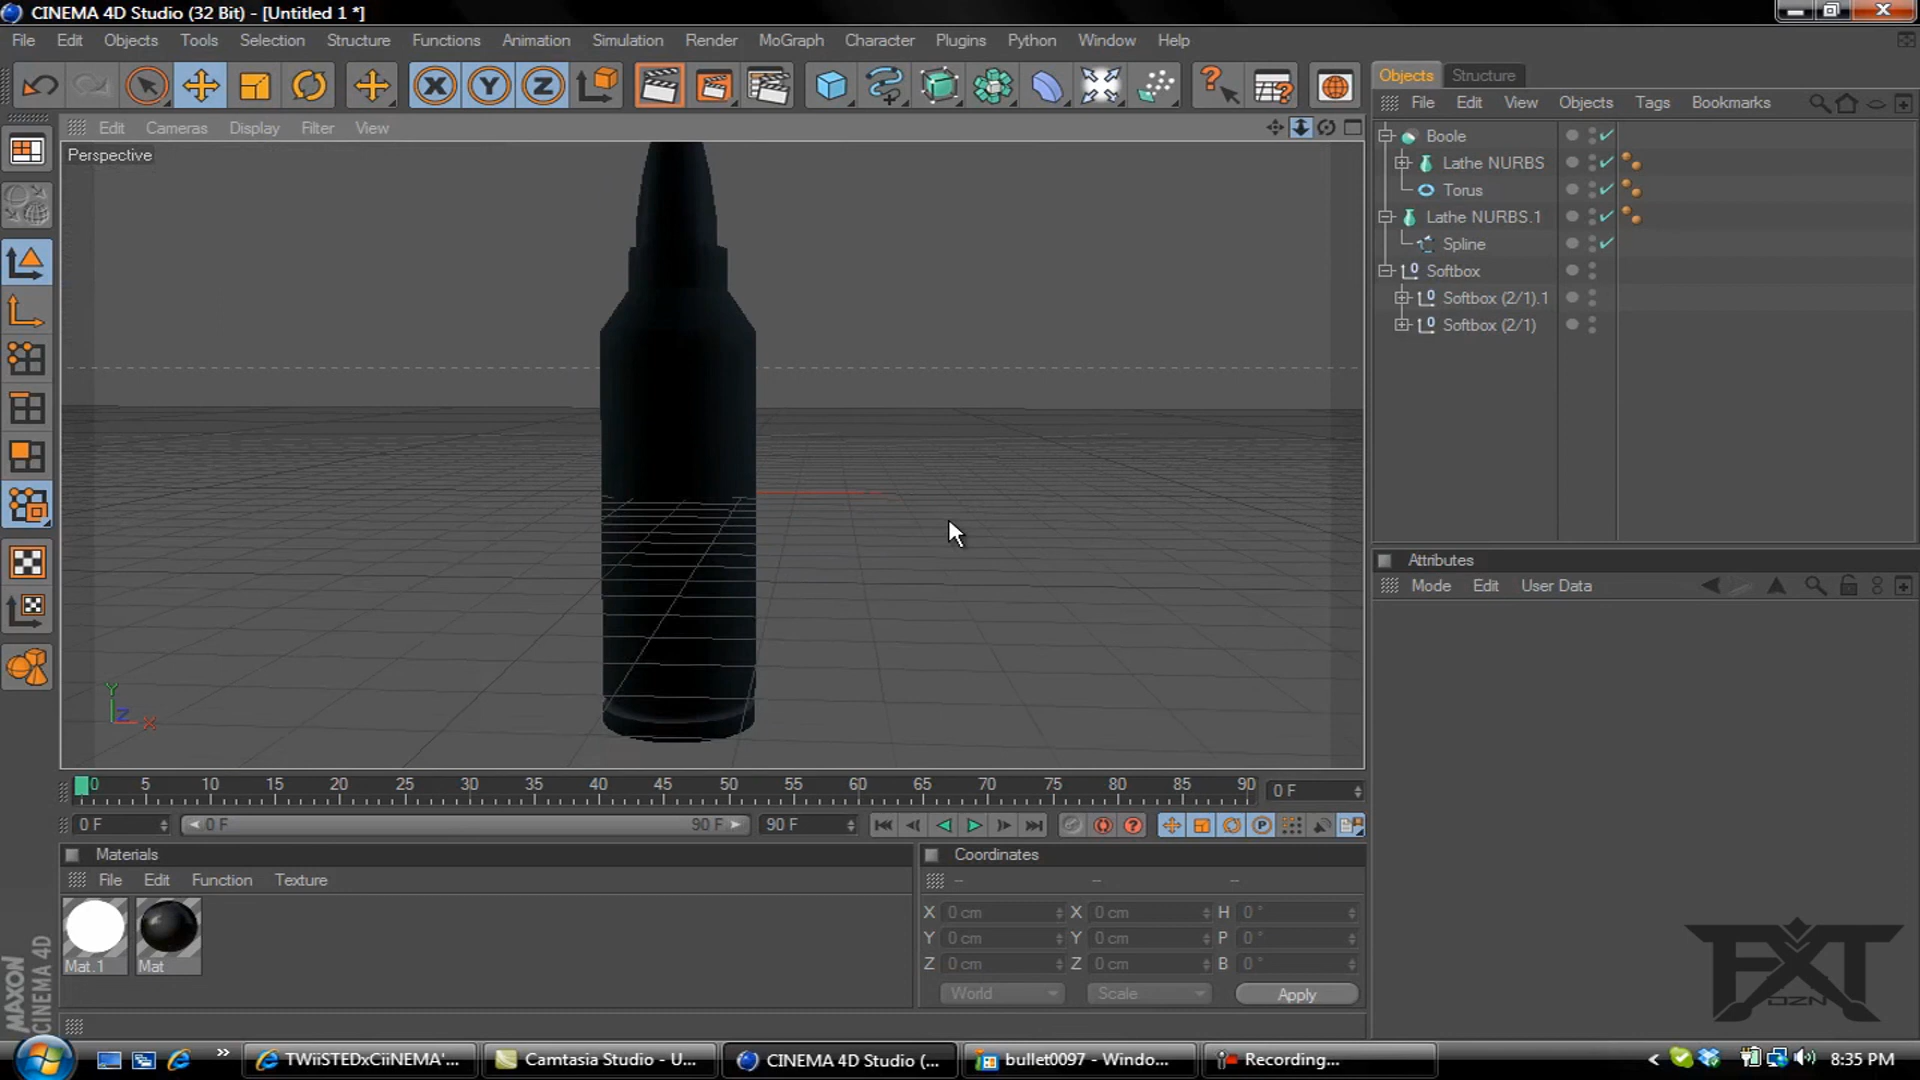 CINEMA 4D Studio (32 Bit) - [Untitled 1 *]
File Edit Objects Tools Selection Structure Functions Animation Simulation Render MoGraph Character Plugins Python Window Help
X Y Z
Objects Structure
File Edit View Objects Tags Bookmarks
Edit Cameras Display Filter View
Perspective
Boole
Lathe NURBS
Torus
Lathe NURBS.1
Spline
Softbox
Softbox (2/1).1
Softbox (2/1)
Attributes
Mode Edit User Data
Y
Z X
0 5 10 15 20 25 30 35 40 45 50 55 60 65 70 75 80 85 90 0 F
0 F 0 F 90 F 90 F
Materials
File Edit Function Texture
Mat.1 Mat
Coordinates
-- -- --
X 0 cm X 0 cm H 0 °
Y 0 cm Y 0 cm P 0 °
Z 0 cm Z 0 cm B 0 °
World Scale Apply
MAXON
CINEMA 4D
FXT
DZN
TWiiSTEDxCiiNEMA'... Camtasia Studio - U... CINEMA 4D Studio (... bullet0097 - Windo... Recording... 8:35 PM